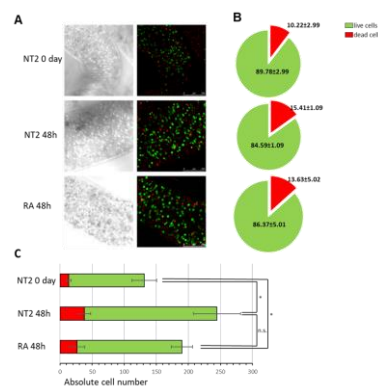 A
B
live cells
dead cell
NT2 0 day
10.22±2.99
89.78±2.99
NT2 48h
15.41±1.09
84.59±1.09
RA 48h
13.63±5.02
86.37±5.01
C
NT2 0 day
NT2 48h
RA 48h
*
*
n.s.
0 50 100 150 200 250 300
Absolute cell number